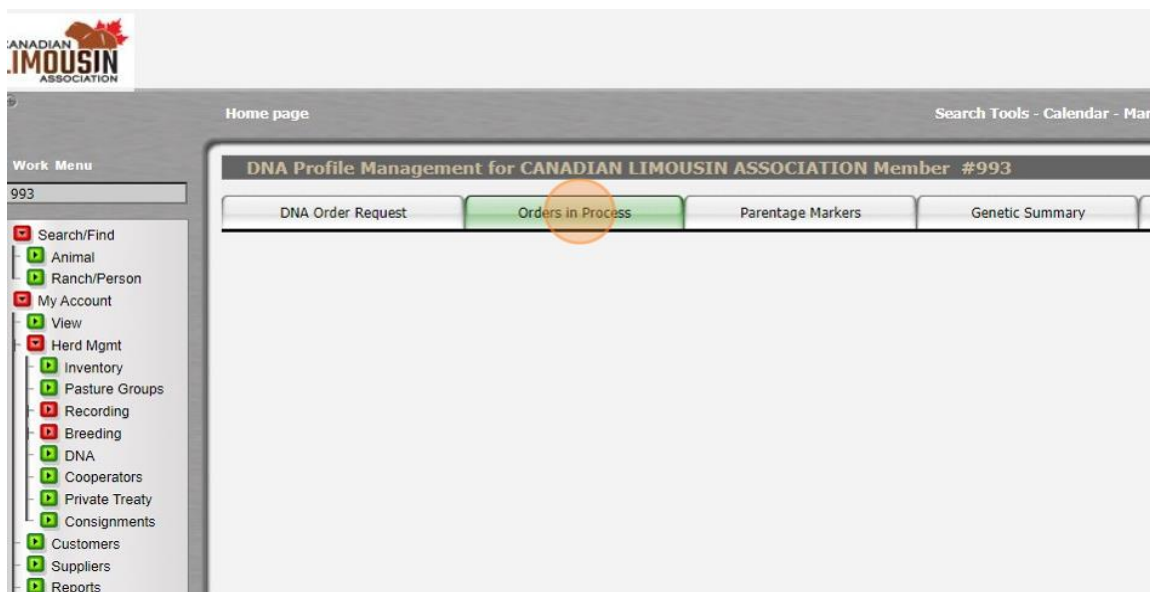 CANADIAN
LIMOUSIN
ASSOCIATION
Home page
Search Tools - Calendar - Mar
Work Menu
993
DNA Profile Management for CANADIAN LIMOUSIN ASSOCIATION Member #993
DNA Order Request
Orders in Process
Parentage Markers
Genetic Summary
Search/Find
Animal
Ranch/Person
My Account
View
Herd Mgmt
Inventory
Pasture Groups
Recording
Breeding
DNA
Cooperators
Private Treaty
Consignments
Customers
Suppliers
Reports